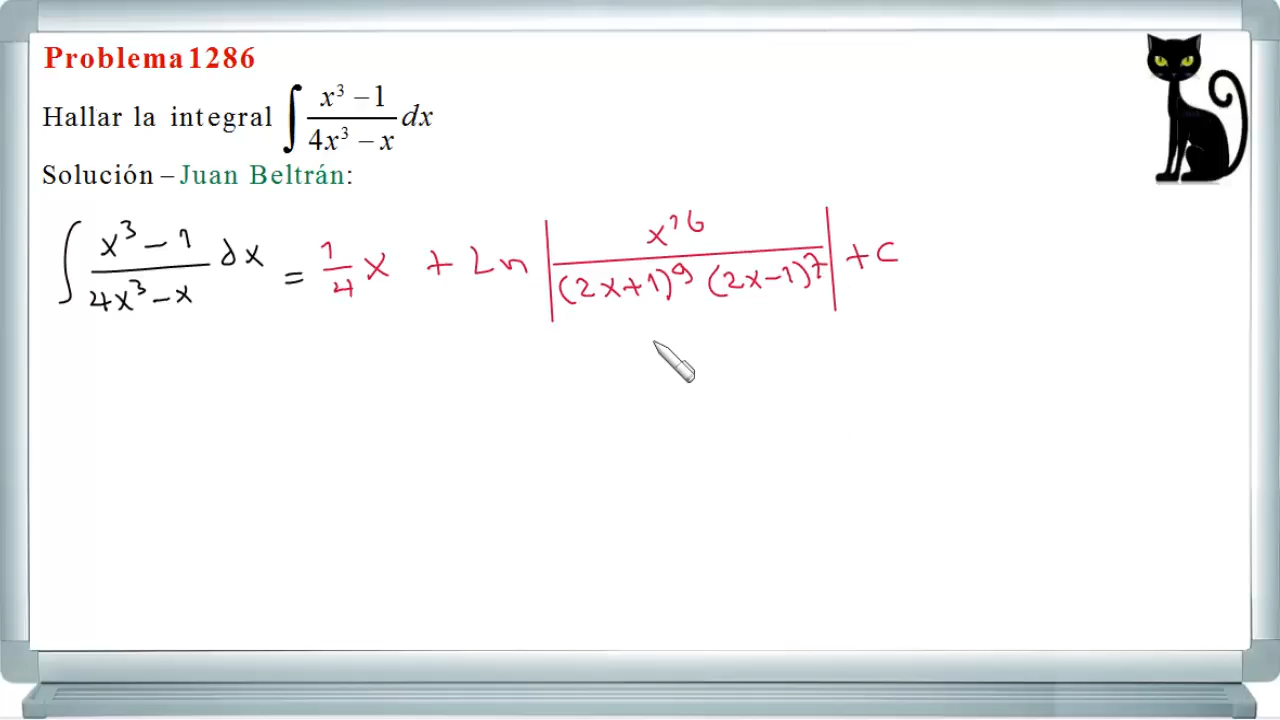 Problema 1286
Hallar la integral ∫ (x³ − 1)/(4x³ − x) dx
Solución – Juan Beltrán:
∫ (x³ − 1)/(4x³ − x) dx = 1/4 x + Ln |x¹⁶/((2x+1)⁹ (2x−1)⁷)| + C